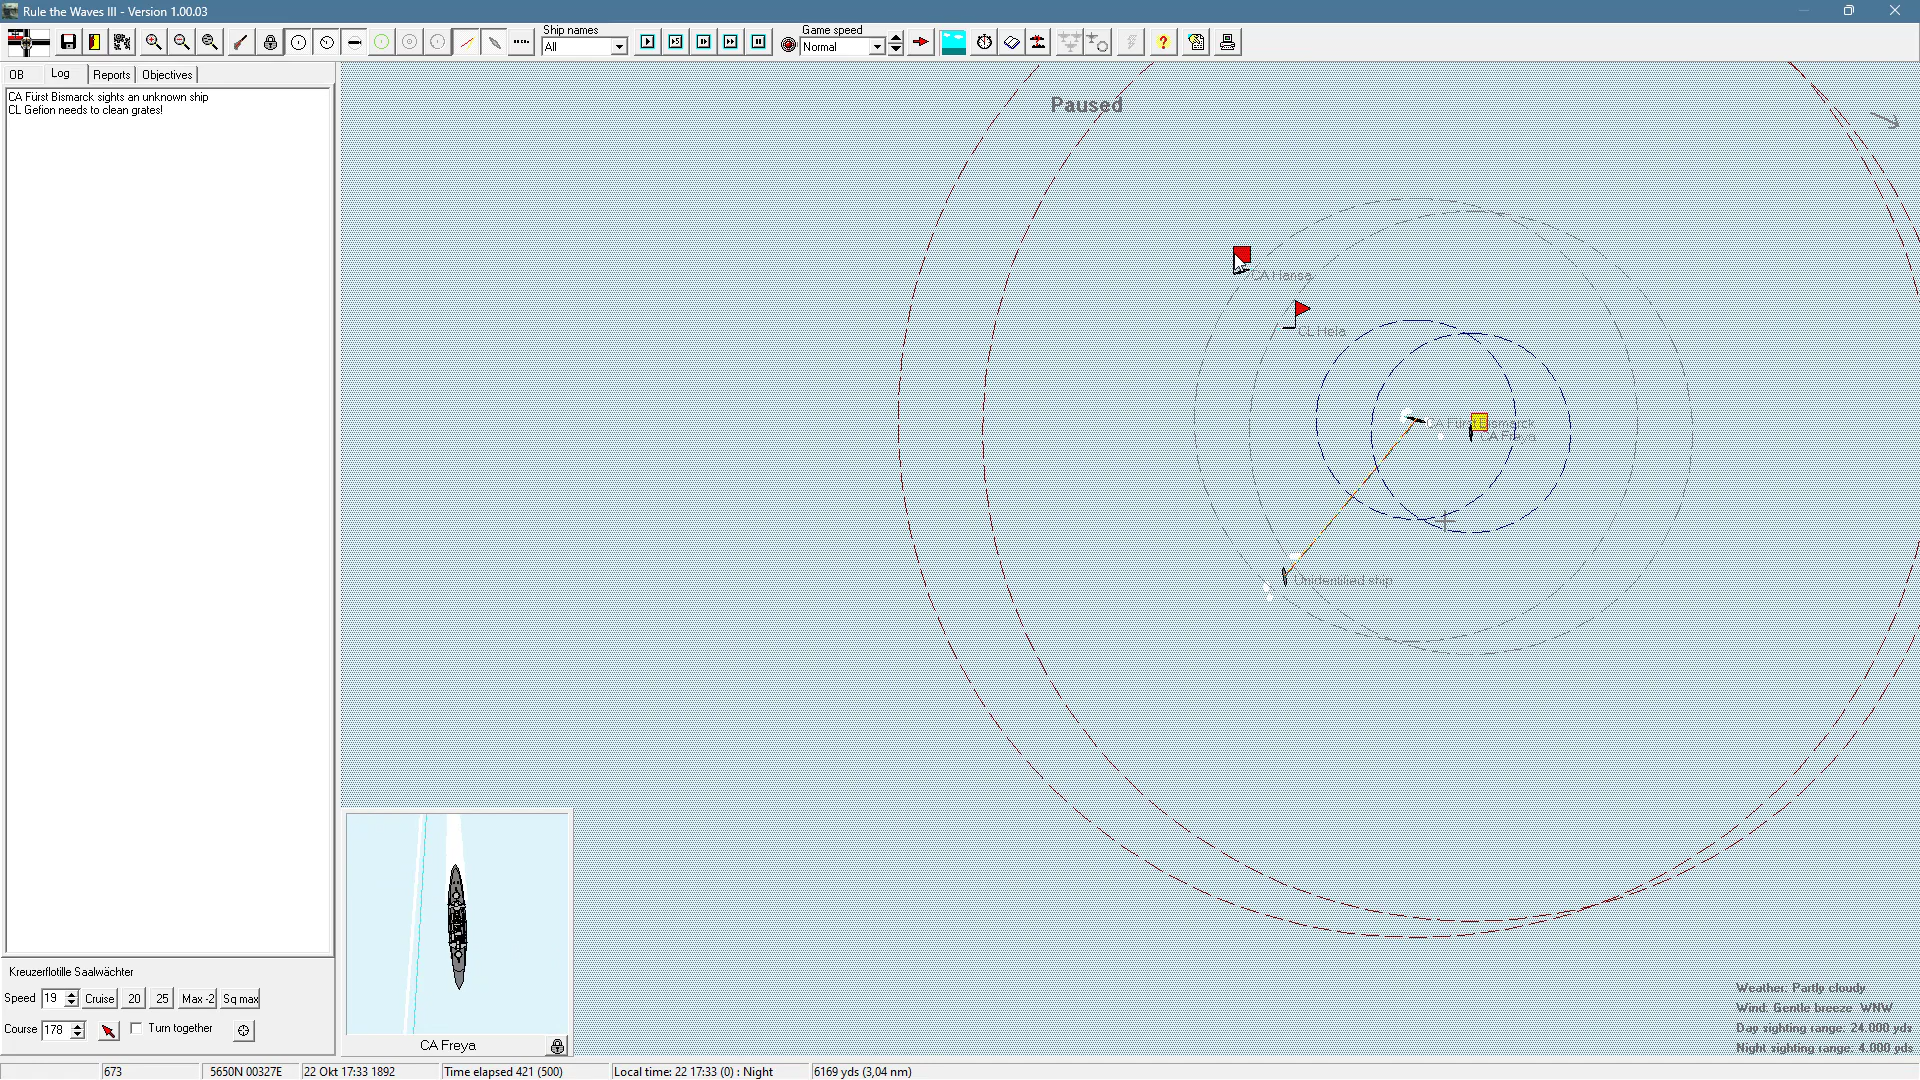 Rule the Waves III - Version 1.00.03
Ship names
All
Game speed
Normal
OB
Log
Reports
Objectives
CA Fürst Bismarck sights an unknown ship
CL Gefion needs to clean grates!
Paused
CA Hansa
CL Hela
CA Fürst Bismarck
CA Freya
Unidentified ship
Kreuzerflotille Saalwächter
Speed 19 Cruise 20 25 Max -2 Sq max
Course 178 Turn together
CA Freya
Weather: Partly cloudy
Wind: Gentle breeze WNW
Day sighting range: 24.000 yds
Night sighting range: 4.000 yds
673
5650N 00327E
22 Okt 17:33 1892
Time elapsed 421 (500)
Local time: 22 17:33 (0) : Night
6169 yds (3,04 nm)